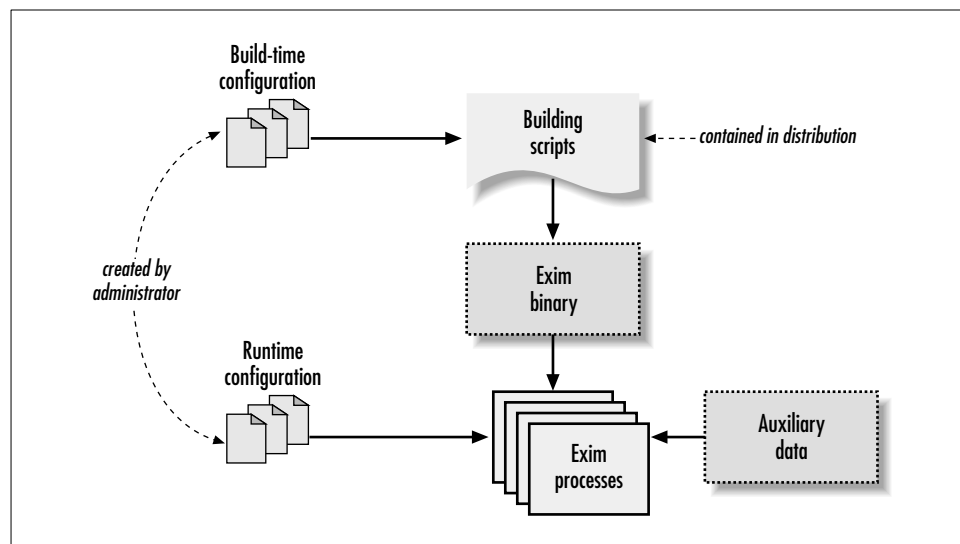 Build-time
configuration
Building
scripts
contained in distribution
Exim
binary
created by
administrator
Runtime
configuration
Exim
processes
Auxiliary
data